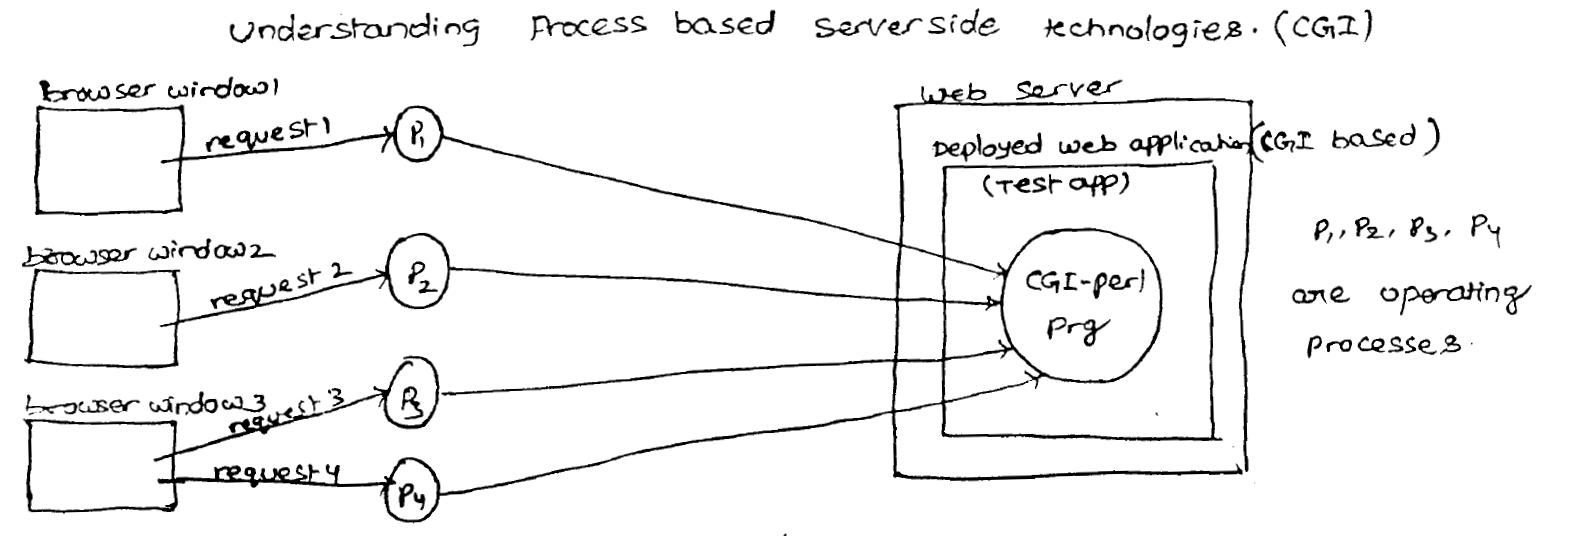 Understanding Process based Server side technologies. (CGI)
browser window1
request1
P1
Web Server
Deployed web application (CGI based)
(Test app)
browser window2
request 2
P2
CGI-perl
prg
P1, P2, P3, P4
are operating
processes.
browser window3
request 3
P3
request4
P4